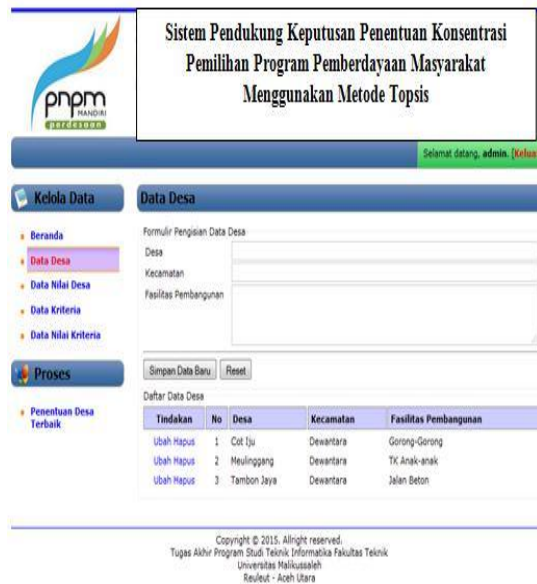 Sistem Pendukung Keputusan Penentuan Konsentrasi
Pemilihan Program Pemberdayaan Masyarakat
Menggunakan Metode Topsis
pnpm
MANDIRI
perdesaan
Selamat datang, admin. [Kelua
Kelola Data
Beranda
Data Desa
Data Nilai Desa
Data Kriteria
Data Nilai Kriteria
Proses
Penentuan Desa
Terbaik
Data Desa
Formulir Pengisian Data Desa
Desa
Kecamatan
Fasilitas Pembangunan
Simpan Data Baru Reset
Daftar Data Desa
Tindakan No Desa Kecamatan Fasilitas Pembangunan
Ubah Hapus 1 Cot Iju Dewantara Gorong-Gorong
Ubah Hapus 2 Meulinggang Dewantara TK Anak-anak
Ubah Hapus 3 Tambon Jaya Dewantara Jalan Beton
Copyright © 2015. Allright reserved.
Tugas Akhir Program Studi Teknik Informatika Fakultas Teknik
Universitas Malikussaleh
Reuleut - Aceh Utara